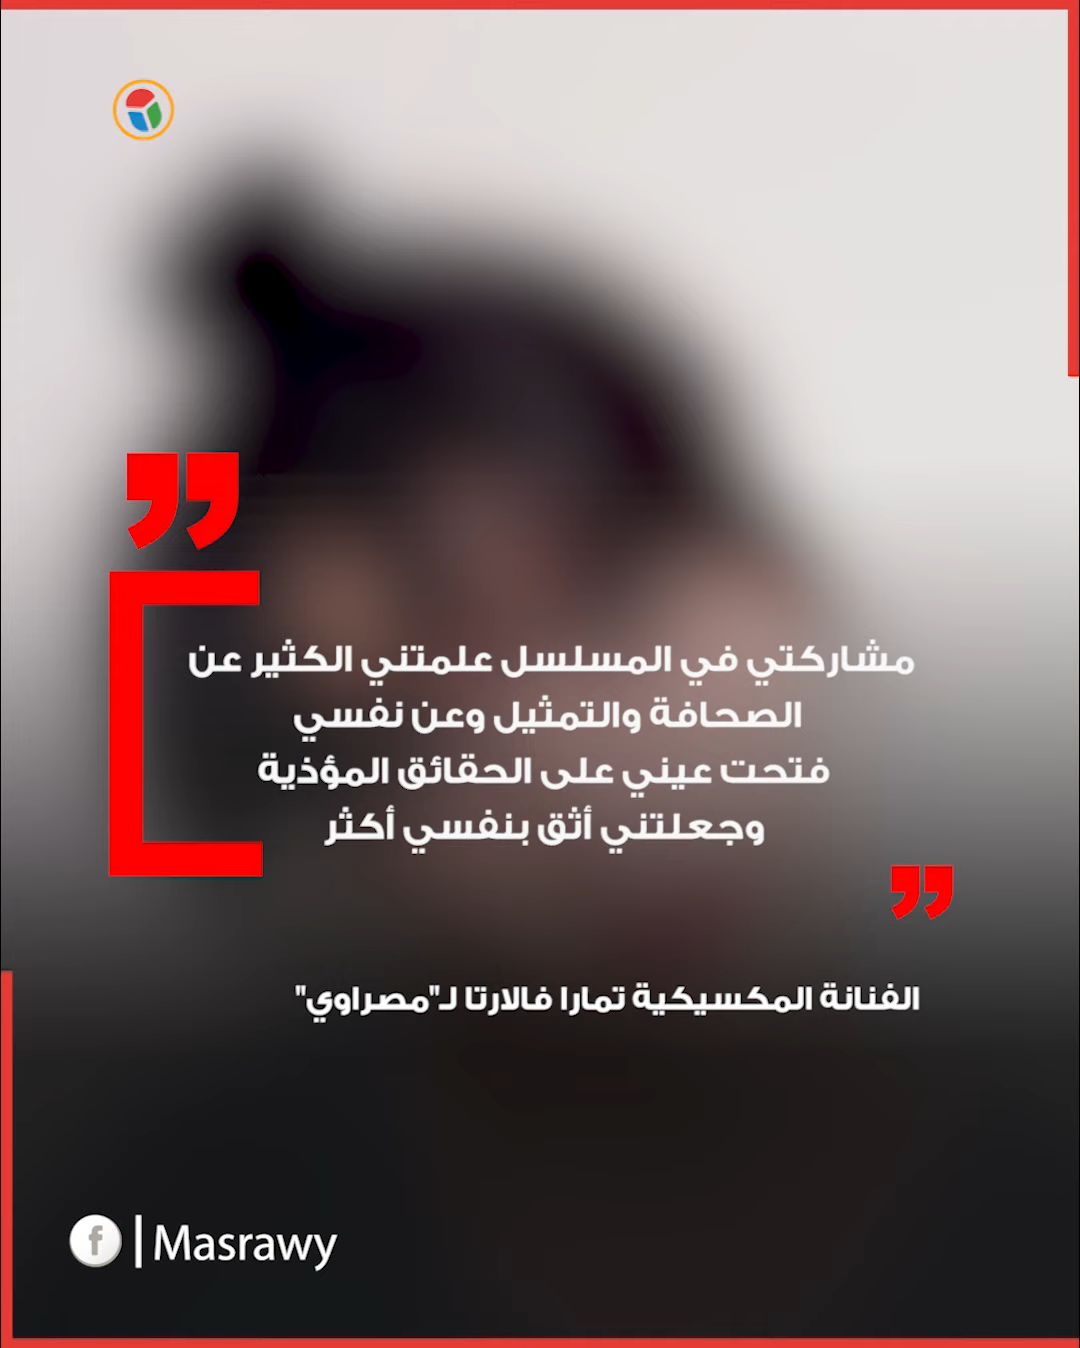 مشاركتي في المسلسل علمتني الكثير عن
الصحافة والتمثيل وعن نفسي
فتحت عيني على الحقائق المؤذية
وجعلتني أثق بنفسي أكثر
الفنانة المكسيكية تمارا فالارتا لـ"مصراوي"
f | Masrawy